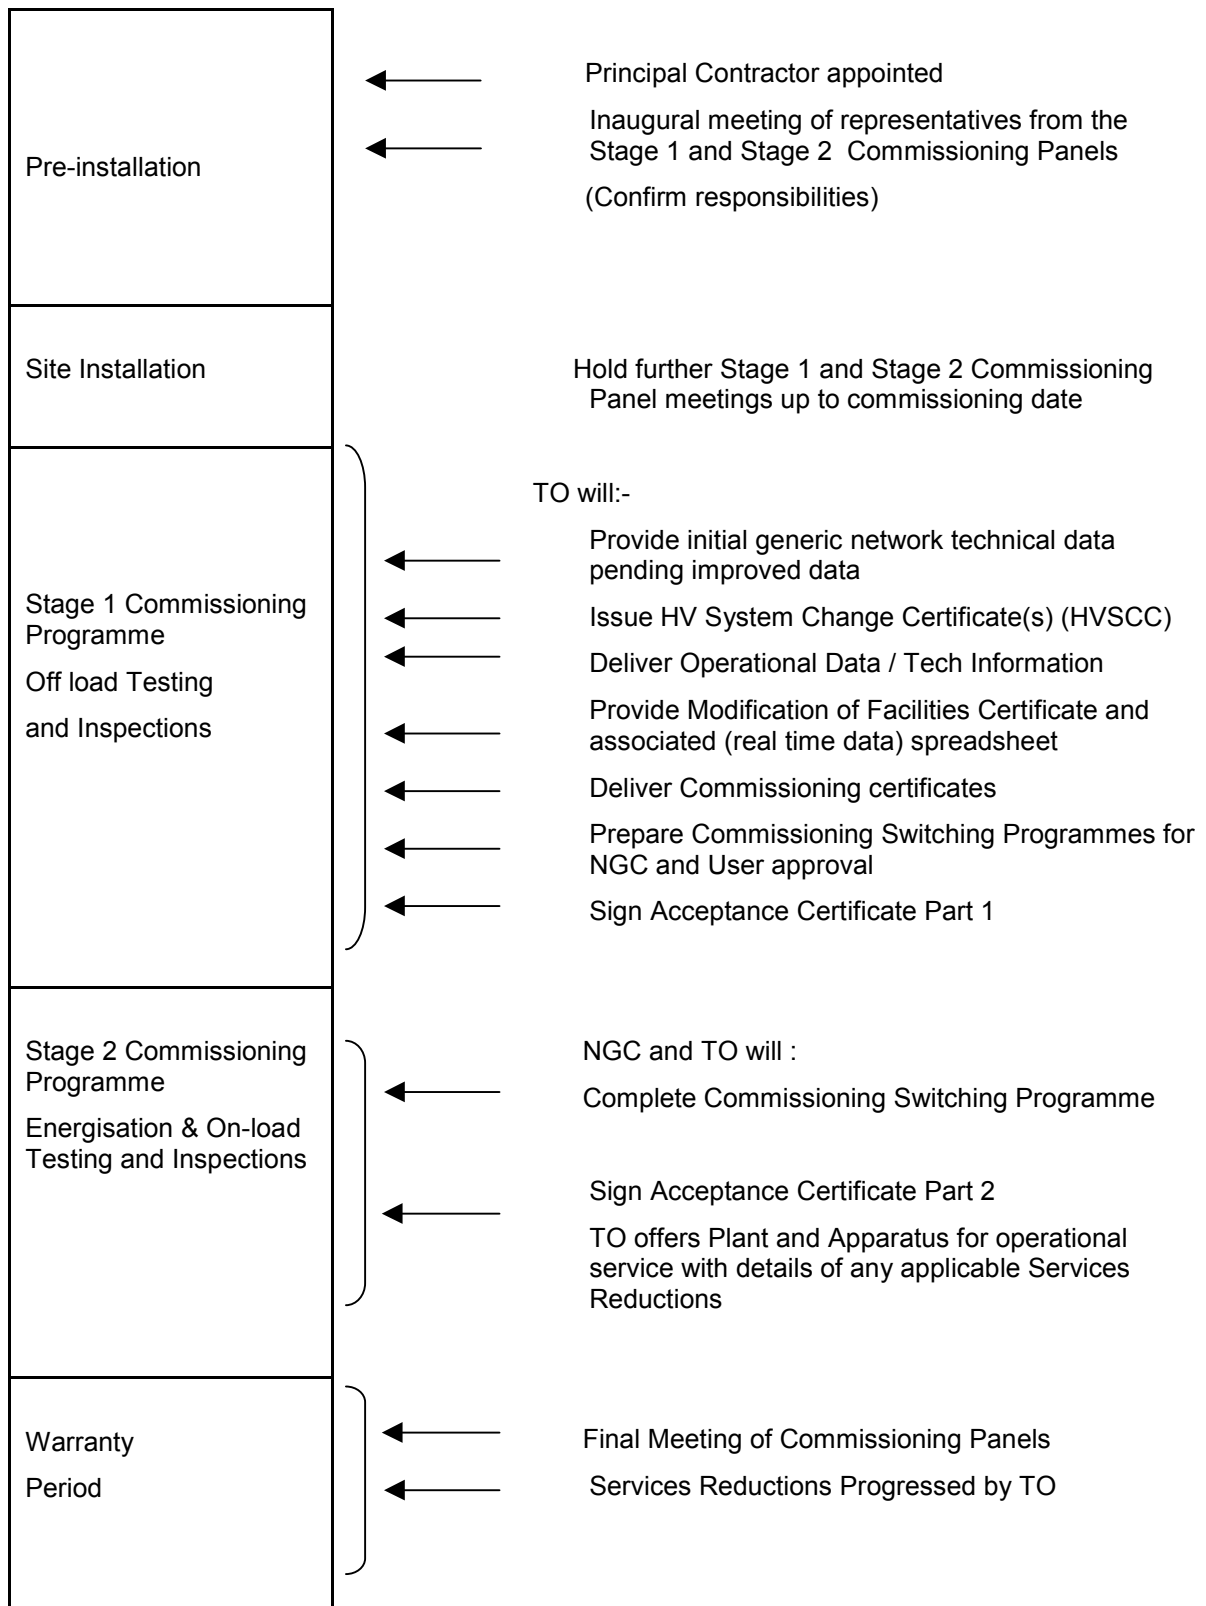 Pre-installation
Principal Contractor appointed
Inaugural meeting of representatives from the
Stage 1 and Stage 2 Commissioning Panels
(Confirm responsibilities)
Site Installation
Hold further Stage 1 and Stage 2 Commissioning
Panel meetings up to commissioning date
Stage 1 Commissioning
Programme
Off load Testing
and Inspections
TO will:-
Provide initial generic network technical data
pending improved data
Issue HV System Change Certificate(s) (HVSCC)
Deliver Operational Data / Tech Information
Provide Modification of Facilities Certificate and
associated (real time data) spreadsheet
Deliver Commissioning certificates
Prepare Commissioning Switching Programmes for
NGC and User approval
Sign Acceptance Certificate Part 1
Stage 2 Commissioning
Programme
Energisation & On-load
Testing and Inspections
NGC and TO will :
Complete Commissioning Switching Programme
Sign Acceptance Certificate Part 2
TO offers Plant and Apparatus for operational
service with details of any applicable Services
Reductions
Warranty
Period
Final Meeting of Commissioning Panels
Services Reductions Progressed by TO